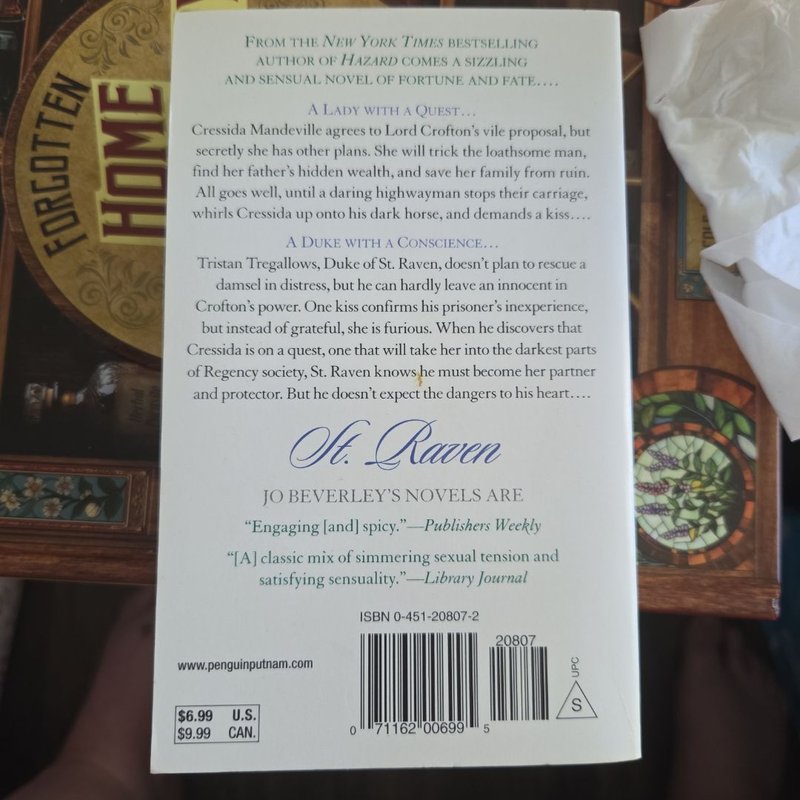 FROM THE NEW YORK TIMES BESTSELLING
AUTHOR OF HAZARD COMES A SIZZLING
AND SENSUAL NOVEL OF FORTUNE AND FATE....
A LADY WITH A QUEST...
Cressida Mandeville agrees to Lord Crofton's vile proposal, but
secretly she has other plans. She will trick the loathsome man,
find her father's hidden wealth, and save her family from ruin.
All goes well, until a daring highwayman stops their carriage,
whirls Cressida up onto his dark horse, and demands a kiss....
A DUKE WITH A CONSCIENCE...
Tristan Tregallows, Duke of St. Raven, doesn't plan to rescue a
damsel in distress, but he can hardly leave an innocent in
Crofton's power. One kiss confirms his prisoner's inexperience,
but instead of grateful, she is furious. When he discovers that
Cressida is on a quest, one that will take her into the darkest parts
of Regency society, St. Raven knows he must become her partner
and protector. But he doesn't expect the dangers to his heart....
St. Raven
JO BEVERLEY'S NOVELS ARE
"Engaging [and] spicy."—Publishers Weekly
"[A] classic mix of simmering sexual tension and
satisfying sensuality."—Library Journal
ISBN 0-451-20807-2
www.penguinputnam.com
20807
$6.99 U.S.
$9.99 CAN.
0 71162 00699 5
UPC
S
FORGOTTEN
HOME